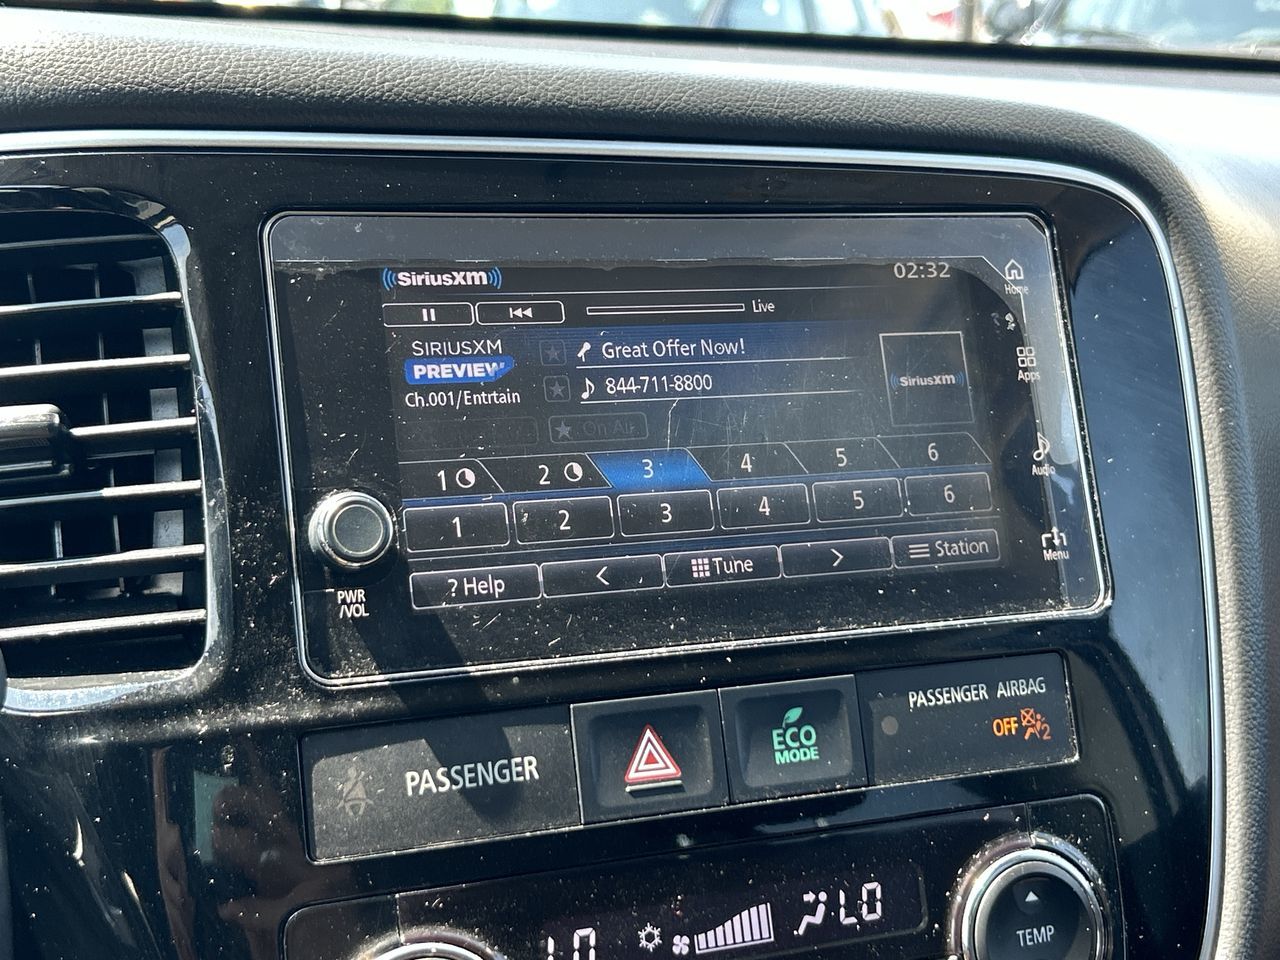 SiriusXM
02:32
Home
Live
SIRIUSXM
PREVIEW
Ch.001/Entrtain
Great Offer Now!
844-711-8800
SiriusXM
Apps
On Air
1
2
3
4
5
6
Audio
1
2
3
4
5
6
? Help
<
Tune
>
Station
Menu
PWR
/VOL
PASSENGER
ECO
MODE
PASSENGER AIRBAG
OFF
2
LO
LO
TEMP